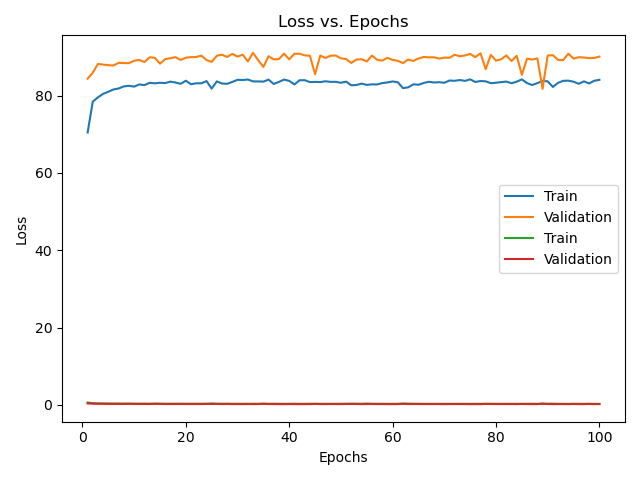 Loss vs. Epochs
Loss
80
60
40
20
0
Train
Validation
Train
Validation
0 20 40 60 80 100
Epochs